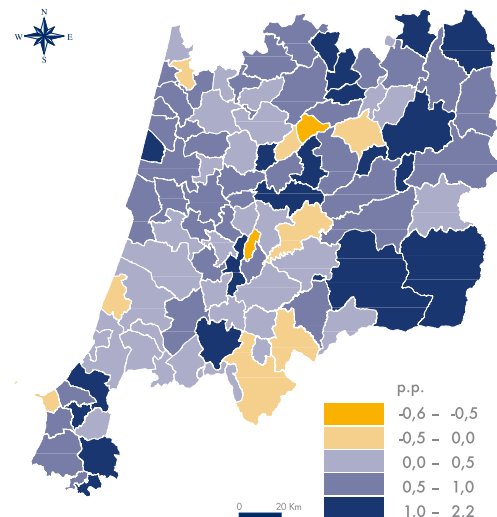 N
W E
S
p.p.
-0,6 – -0,5
-0,5 – 0,0
0,0 – 0,5
0,5 – 1,0
1,0 – 2,2
0 20 Km